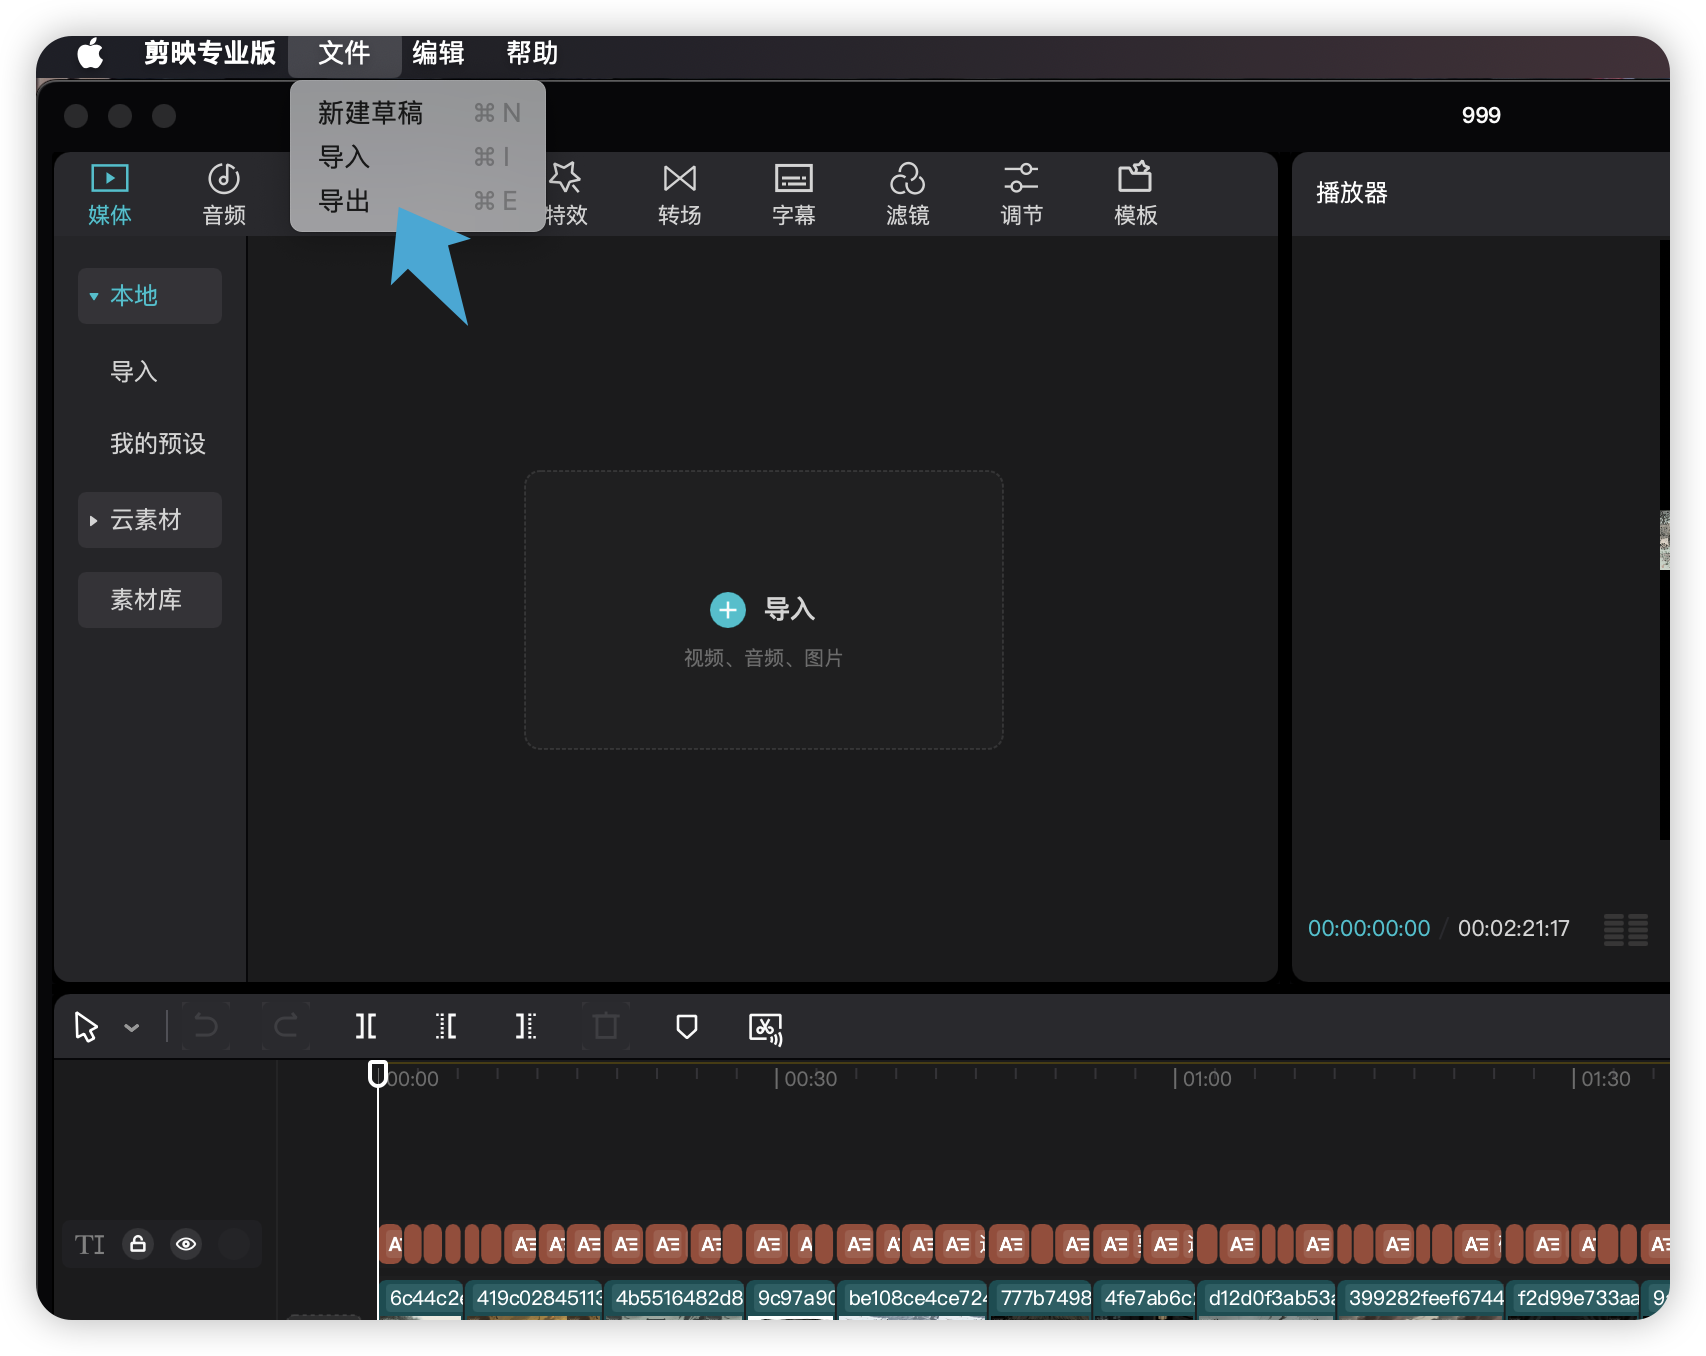 剪映专业版 文件 编辑 帮助
新建草稿 ⌘ N
导入 ⌘ I
导出 ⌘ E
999
媒体 音频 特效 转场 字幕 滤镜 调节 模板
播放器
本地
导入
我的预设
云素材
素材库
导入
视频、音频、图片
00:00:00:00 / 00:02:21:17
00:00 00:30 01:00 01:30
TI
6c44c2 419c02845113 4b5516482d8 9c97a90 be108ce4ce724 777b7498 4fe7ab6c d12d0f3ab53a 399282feef6744 f2d99e733aa 9